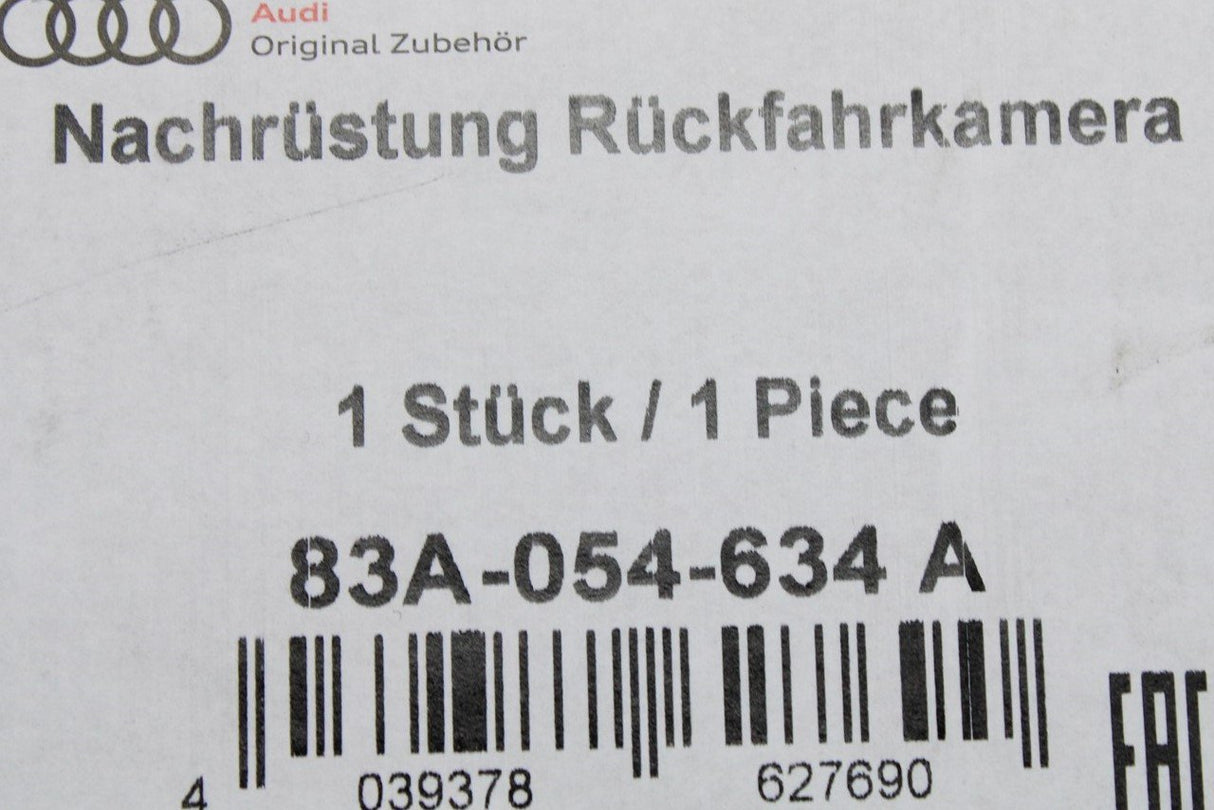 Audi
Original Zubehör
Nachrüstung Rückfahrkamera
1 Stück / 1 Piece
83A-054-634 A
4 039378 627690
EAC